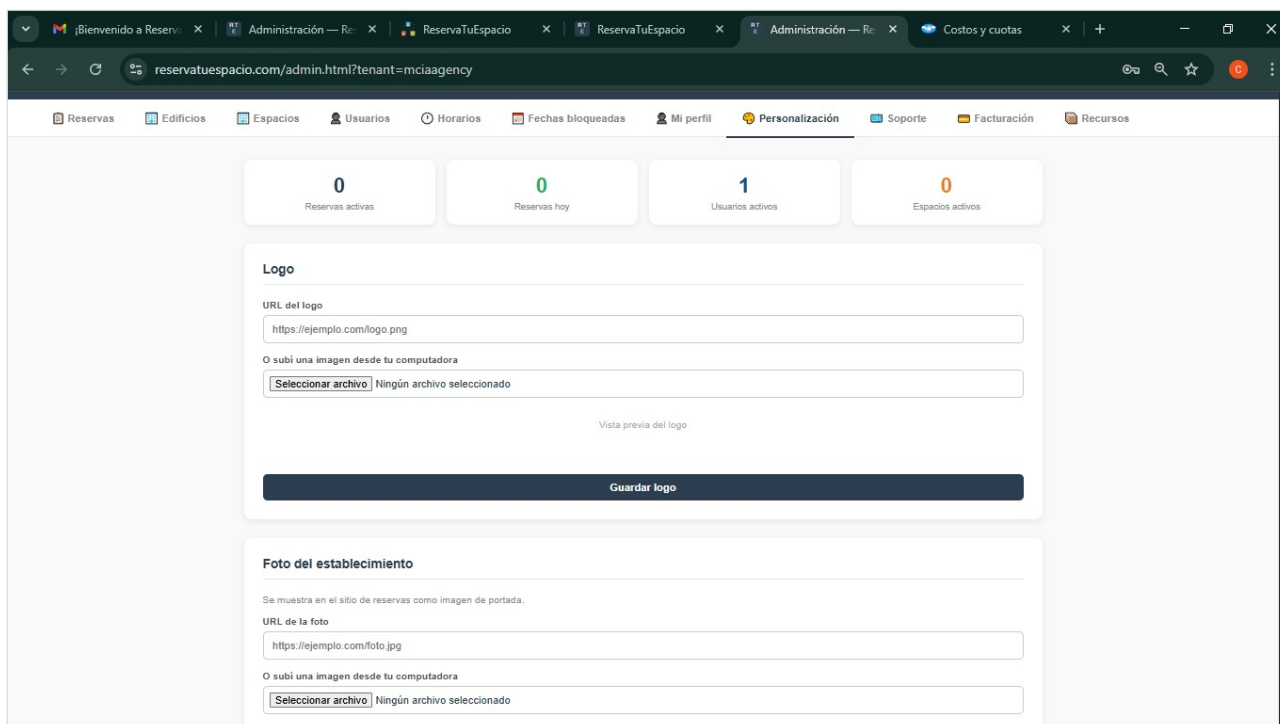 ¡Bienvenido a Reserva
Administración — Re
ReservaTuEspacio
ReservaTuEspacio
Administración — Re
Costos y cuotas
reservatuespacio.com/admin.html?tenant=mciaagency
C
Reservas
Edificios
Espacios
Usuarios
Horarios
Fechas bloqueadas
Mi perfil
Personalización
Soporte
Facturación
Recursos
0
Reservas activas
0
Reservas hoy
1
Usuarios activos
0
Espacios activos
Logo
URL del logo
https://ejemplo.com/logo.png
O subí una imagen desde tu computadora
Seleccionar archivo Ningún archivo seleccionado
Vista previa del logo
Guardar logo
Foto del establecimiento
Se muestra en el sitio de reservas como imagen de portada.
URL de la foto
https://ejemplo.com/foto.jpg
O subí una imagen desde tu computadora
Seleccionar archivo Ningún archivo seleccionado